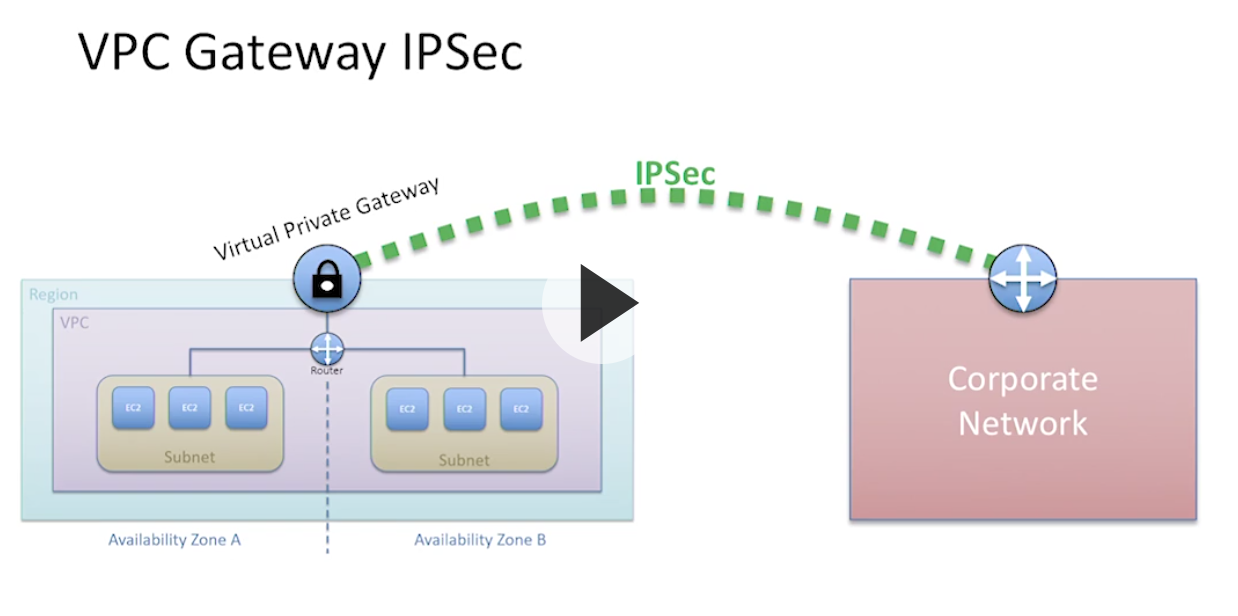 VPC Gateway IPSec
IPSec
Virtual Private Gateway
Region
VPC
Router
EC2 EC2 EC2
EC2 EC2 EC2
Subnet
Subnet
Corporate
Network
Availability Zone A
Availability Zone B